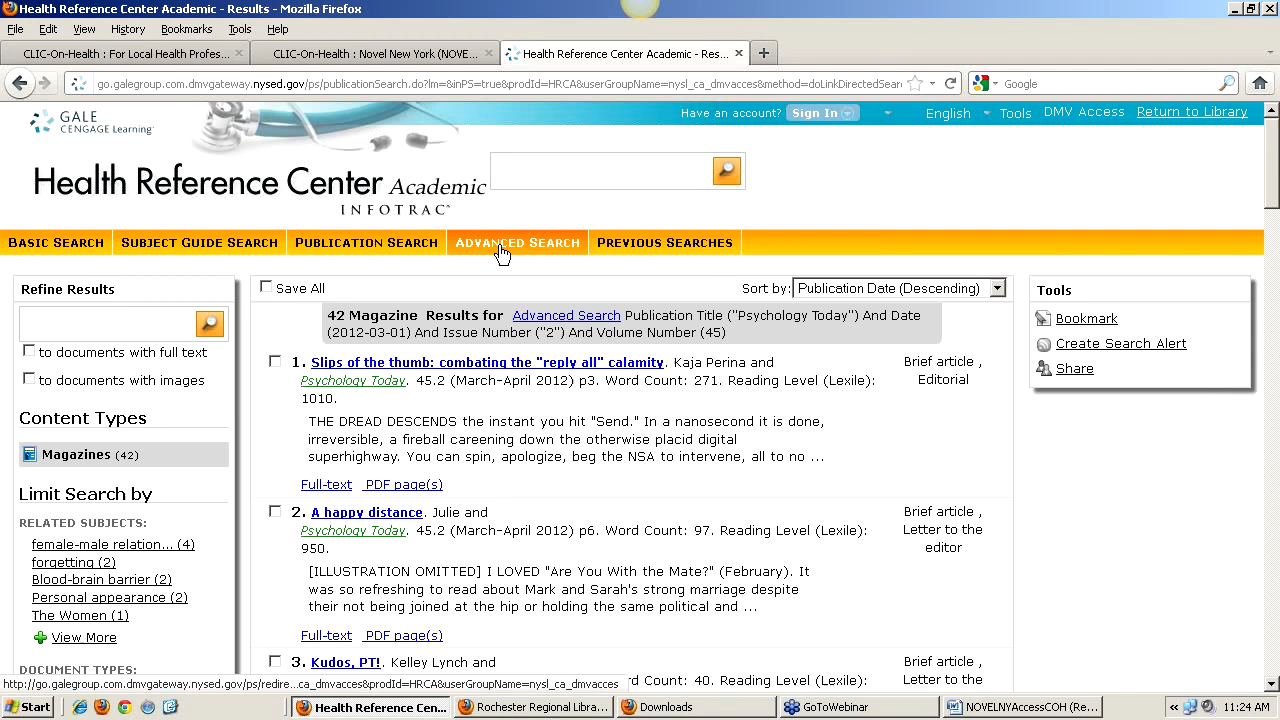 Health Reference Center Academic - Results - Mozilla Firefox
File Edit View History Bookmarks Tools Help
CLIC-On-Health : For Local Health Profes... × CLIC-On-Health : Novel New York (NOVE... × Health Reference Center Academic - Res... × +
go.galegroup.com.dmvgateway.nysed.gov/ps/publicationSearch.do?lm=&inPS=true&prodId=HRCA&userGroupName=nysl_ca_dmvacces&method=doLinkDirectedSear Google
GALE
CENGAGE Learning
Have an account? Sign In English Tools DMV Access Return to Library
Health Reference Center Academic
INFOTRAC
BASIC SEARCH SUBJECT GUIDE SEARCH PUBLICATION SEARCH ADVANCED SEARCH PREVIOUS SEARCHES
Refine Results
to documents with full text
to documents with images
Content Types
Magazines (42)
Limit Search by
RELATED SUBJECTS:
female-male relation... (4)
forgetting (2)
Blood-brain barrier (2)
Personal appearance (2)
The Women (1)
View More
DOCUMENT TYPES:
Save All Sort by: Publication Date (Descending)
42 Magazine Results for Advanced Search Publication Title ("Psychology Today") And Date
(2012-03-01) And Issue Number ("2") And Volume Number (45)
1. Slips of the thumb: combating the "reply all" calamity. Kaja Perina and
Psychology Today. 45.2 (March-April 2012) p3. Word Count: 271. Reading Level (Lexile):
1010.
Brief article ,
Editorial
THE DREAD DESCENDS the instant you hit "Send." In a nanosecond it is done,
irreversible, a fireball careening down the otherwise placid digital
superhighway. You can spin, apologize, beg the NSA to intervene, all to no ...
Full-text PDF page(s)
2. A happy distance. Julie and
Psychology Today. 45.2 (March-April 2012) p6. Word Count: 97. Reading Level (Lexile):
950.
Brief article ,
Letter to the
editor
[ILLUSTRATION OMITTED] I LOVED "Are You With the Mate?" (February). It
was so refreshing to read about Mark and Sarah's strong marriage despite
their not being joined at the hip or holding the same political and ...
Full-text PDF page(s)
3. Kudos, PT!. Kelley Lynch and
rd Count: 40. Reading Level (Lexile):
Brief article ,
Letter to the
Tools
Bookmark
Create Search Alert
Share
http://go.galegroup.com.dmvgateway.nysed.gov/ps/redire...ca_dmvacces&prodId=HRCA&userGroupName=nysl_ca_dmvacces
Start Health Reference Cen... Rochester Regional Libra... Downloads GoToWebinar NOVELNYAccessCOH (Re... « 11:24 AM